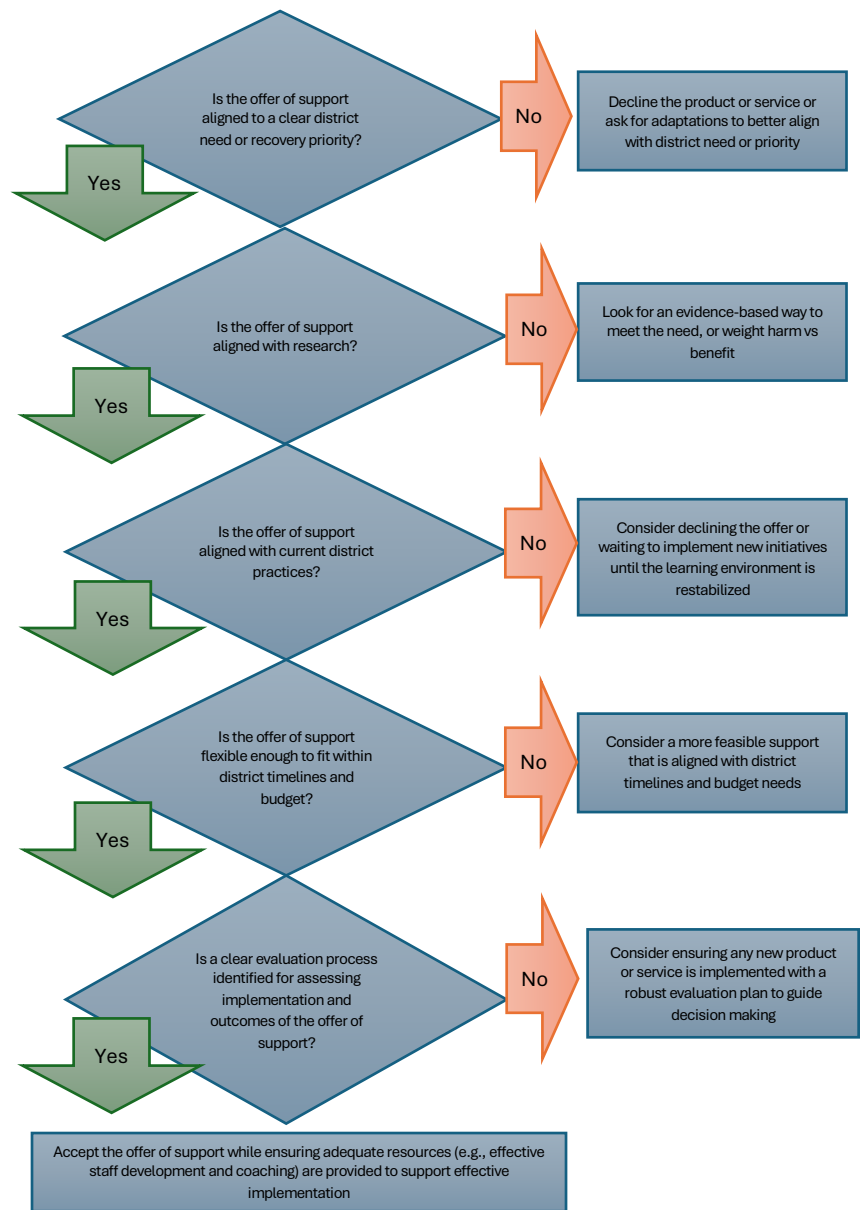 Is the offer of support
aligned to a clear district
need or recovery priority?
No
Decline the product or service or
ask for adaptations to better align
with district need or priority
Yes
Is the offer of support
aligned with research?
No
Look for an evidence-based way to
meet the need, or weight harm vs
benefit
Yes
Is the offer of support
aligned with current district
practices?
No
Consider declining the offer or
waiting to implement new initiatives
until the learning environment is
restabilized
Yes
Is the offer of support
flexible enough to fit within
district timelines and
budget?
No
Consider a more feasible support
that is aligned with district
timelines and budget needs
Yes
Is a clear evaluation process
identified for assessing
implementation and
outcomes of the offer of
support?
No
Consider ensuring any new product
or service is implemented with a
robust evaluation plan to guide
decision making
Yes
Accept the offer of support while ensuring adequate resources (e.g., effective
staff development and coaching) are provided to support effective
implementation